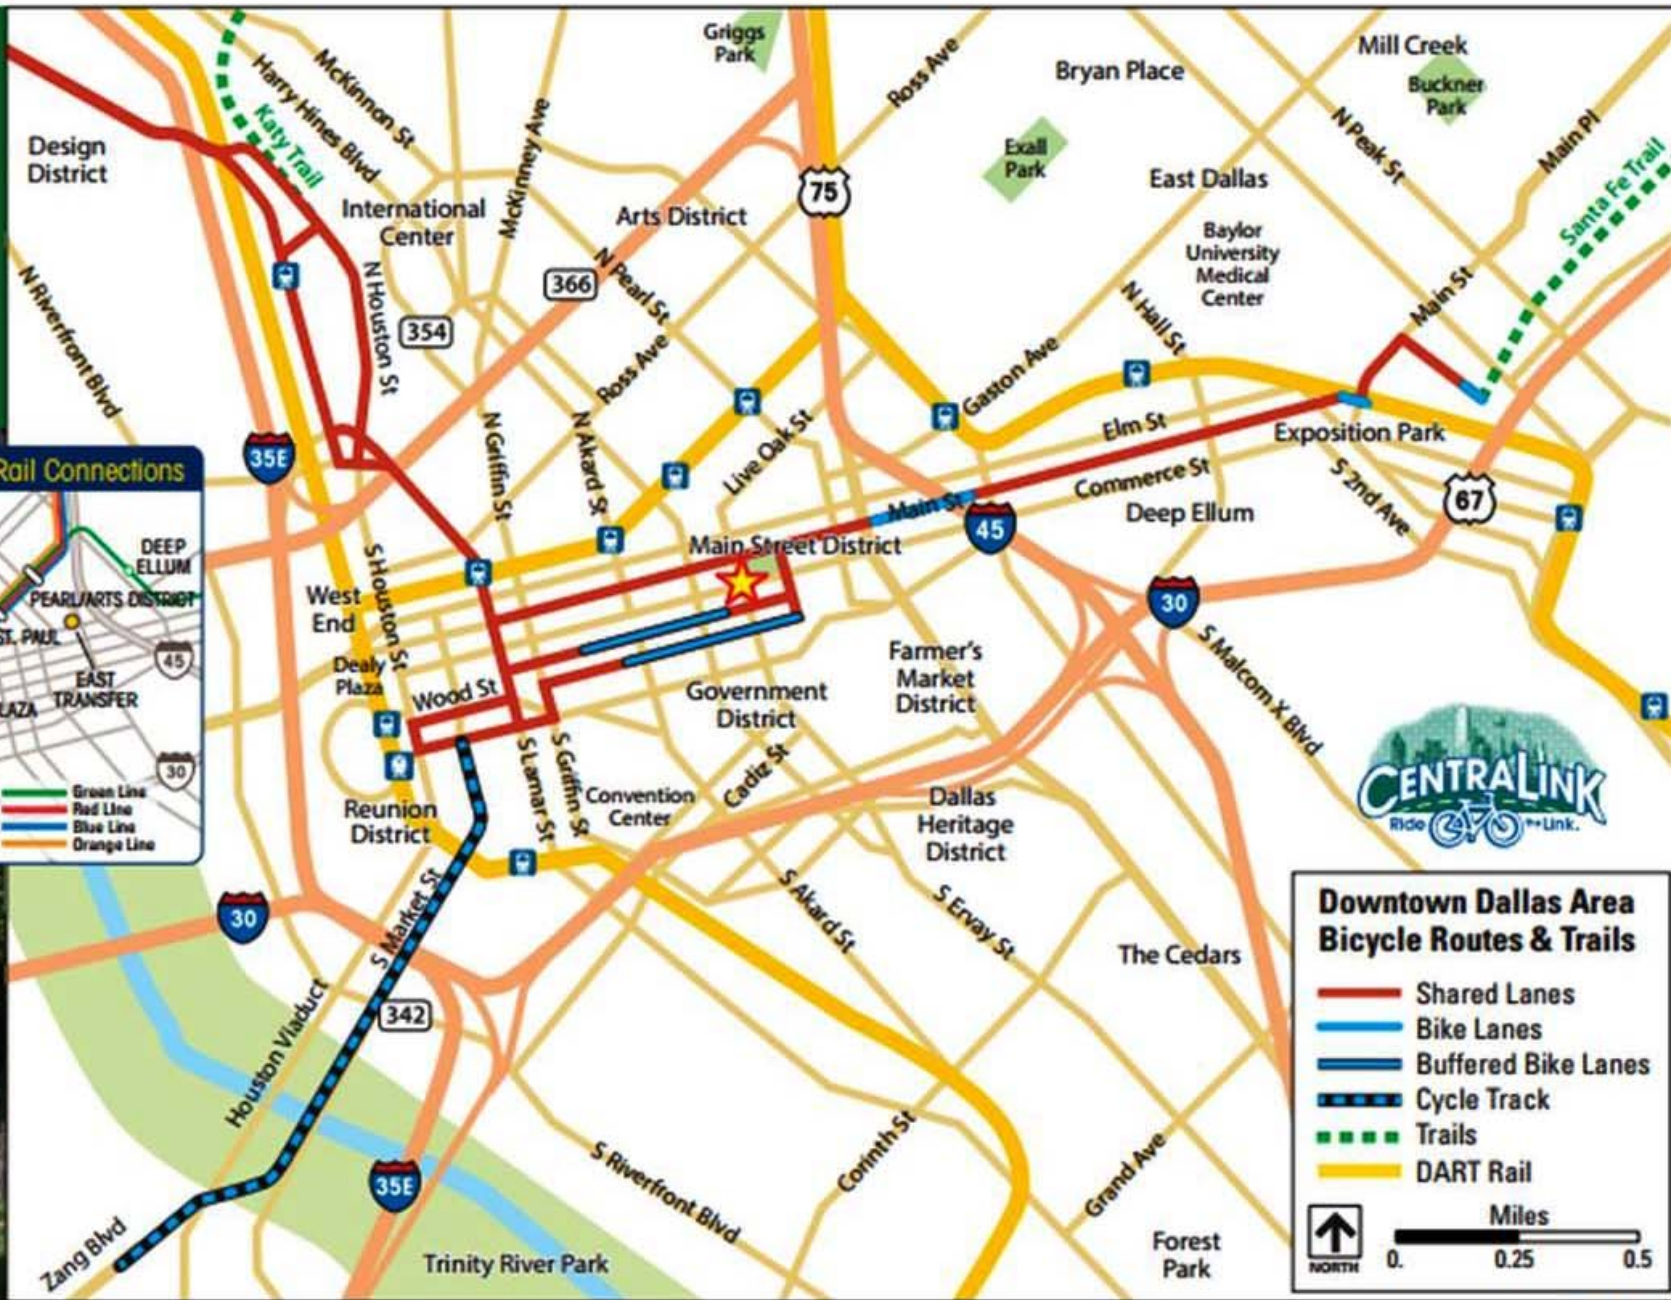 Griggs
Park
Ross Ave
Bryan Place
Mill Creek
Buckner
Park
McKinnon St
Harry Hines Blvd
Katy Trail
Design
District
McKinney Ave
Exall
Park
N Peak St
Main Pl
Santa Fe Trail
75
East Dallas
International
Center
Arts District
Baylor
University
Medical
Center
N Riverfront Blvd
N Houston St
366
N Pearl St
354
N Hall St
Main St
Ross Ave
Gaston Ave
Elm St
Exposition Park
35E
N Griffin St
N Akard St
Live Oak St
Commerce St
S 2nd Ave
67
Rail Connections
Main St
45
Deep Ellum
DEEP
ELLUM
Main Street District
PEARL/ARTS DISTRICT
ST. PAUL
45
EAST
TRANSFER
LAZA
30
Green Line
Red Line
Blue Line
Orange Line
S Houston St
West
End
30
Dealy
Plaza
Wood St
Government
District
Farmer's
Market
District
S Malcom X Blvd
S Lamar St
S Griffin St
Convention
Center
Cadiz St
Reunion
District
Dallas
Heritage
District
CENTRALINK
Ride the Link.
30
S Market St
S Akard St
S Ervay St
The Cedars
342
Houston Viaduct
35E
S Riverfront Blvd
Corinth St
Grand Ave
Zang Blvd
Trinity River Park
Forest
Park
Downtown Dallas Area
Bicycle Routes & Trails
Shared Lanes
Bike Lanes
Buffered Bike Lanes
Cycle Track
Trails
DART Rail
Miles
NORTH
0. 0.25 0.5